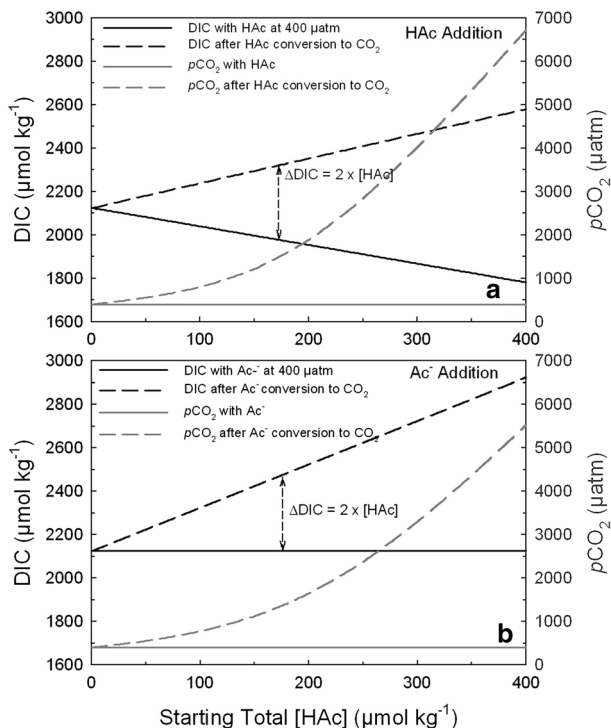 DIC with HAc at 400 µatm
DIC after HAc conversion to CO2
pCO2 with HAc
pCO2 after HAc conversion to CO2
HAc Addition
ΔDIC = 2 x [HAc]
a
DIC (µmol kg-1)
3000
2800
2600
2400
2200
2000
1800
1600
pCO2 (µatm)
7000
6000
5000
4000
3000
2000
1000
0
0 100 200 300 400
DIC with Ac-- at 400 µatm
DIC after Ac- conversion to CO2
pCO2 with Ac-
pCO2 after Ac- conversion to CO2
Ac- Addition
ΔDIC = 2 x [HAc]
b
DIC (µmol kg-1)
3000
2800
2600
2400
2200
2000
1800
1600
pCO2 (µatm)
7000
6000
5000
4000
3000
2000
1000
0
0 100 200 300 400
Starting Total [HAc] (µmol kg-1)